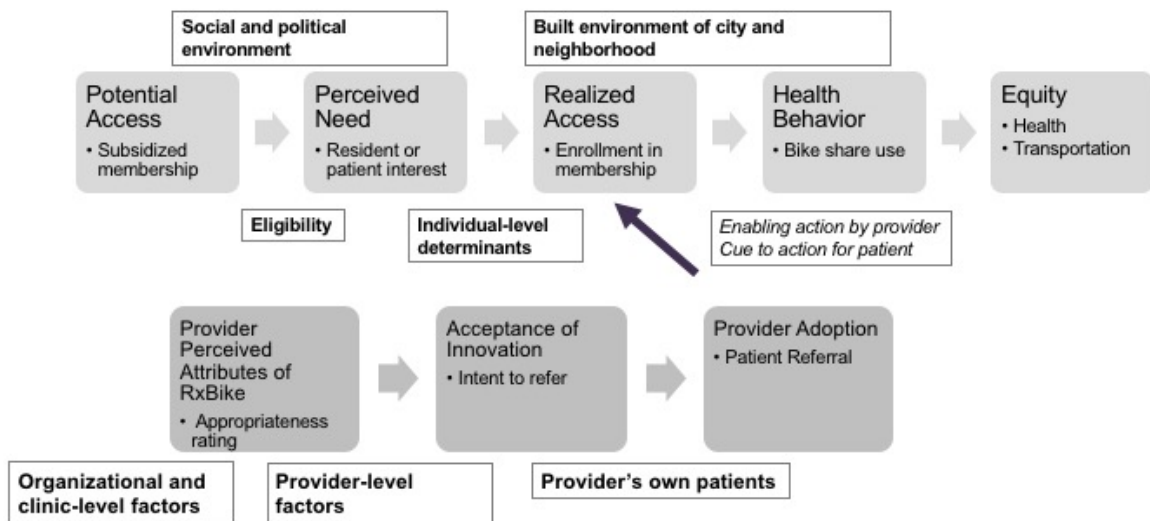 Social and political
environment
Built environment of city and
neighborhood
Potential
Access
• Subsidized
membership
Perceived
Need
• Resident or
patient interest
Realized
Access
• Enrollment in
membership
Health
Behavior
• Bike share use
Equity
• Health
• Transportation
Eligibility
Individual-level
determinants
Enabling action by provider
Cue to action for patient
Provider
Perceived
Attributes of
RxBike
• Appropriateness
rating
Acceptance of
Innovation
• Intent to refer
Provider Adoption
• Patient Referral
Organizational and
clinic-level factors
Provider-level
factors
Provider's own patients